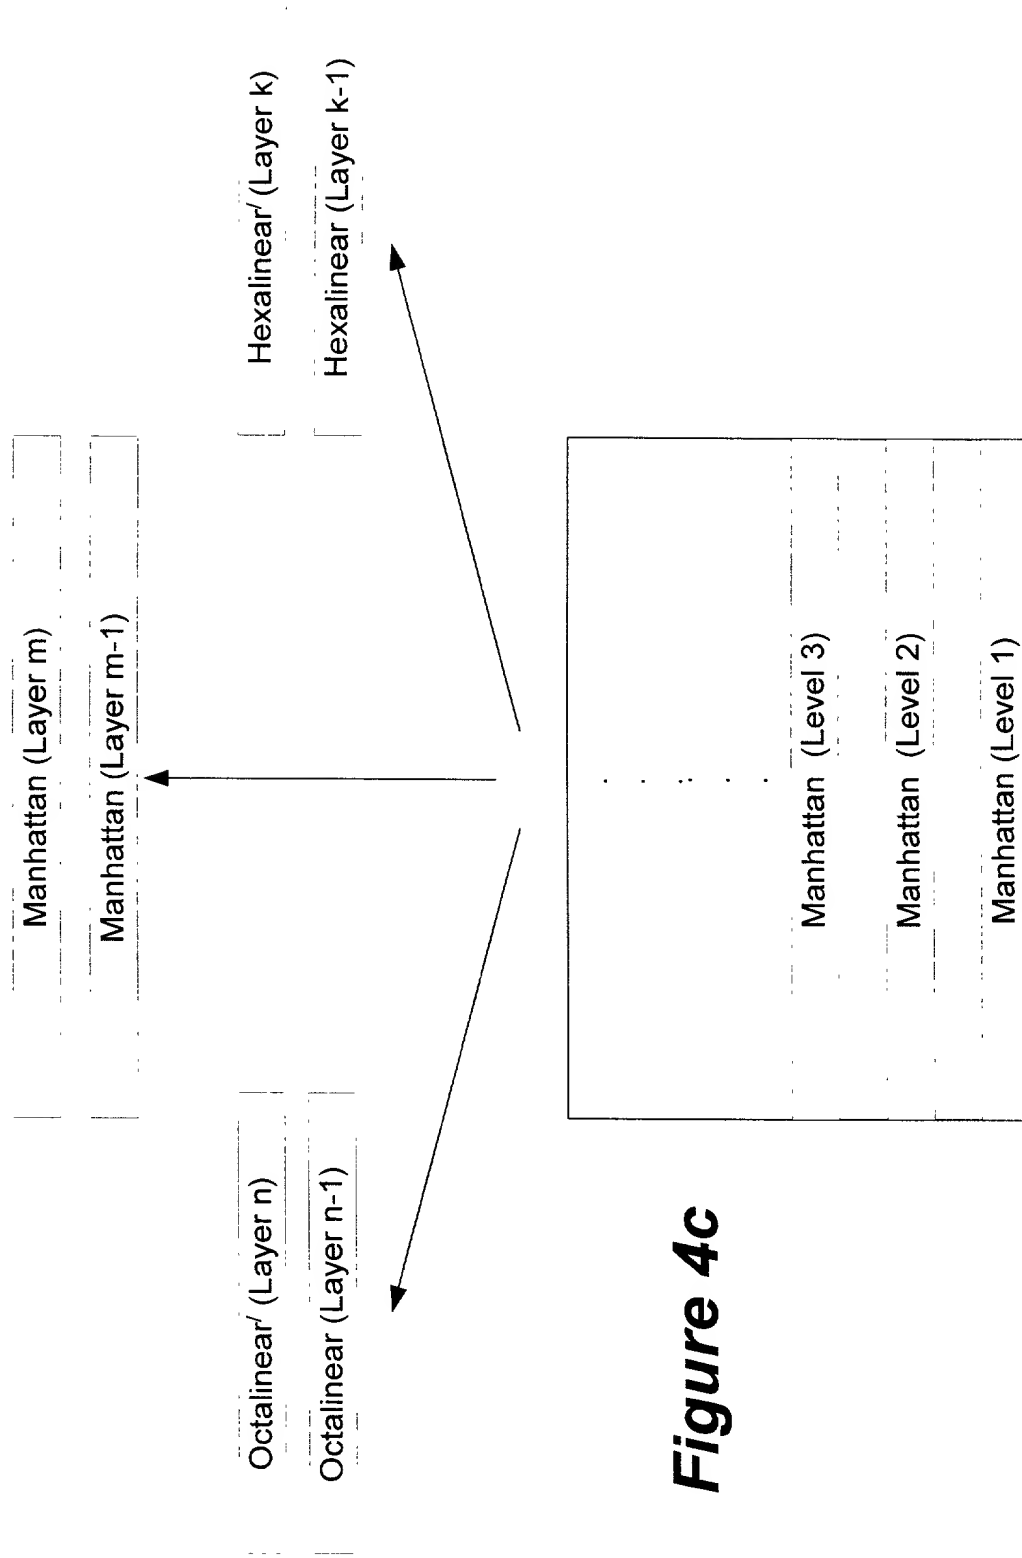 Manhattan (Layer m)
Manhattan (Layer m-1)
Octalinear/ (Layer n)
Octalinear (Layer n-1)
Hexalinear/ (Layer k)
Hexalinear (Layer k-1)
Manhattan (Level 3)
Manhattan (Level 2)
Manhattan (Level 1)
Figure 4c